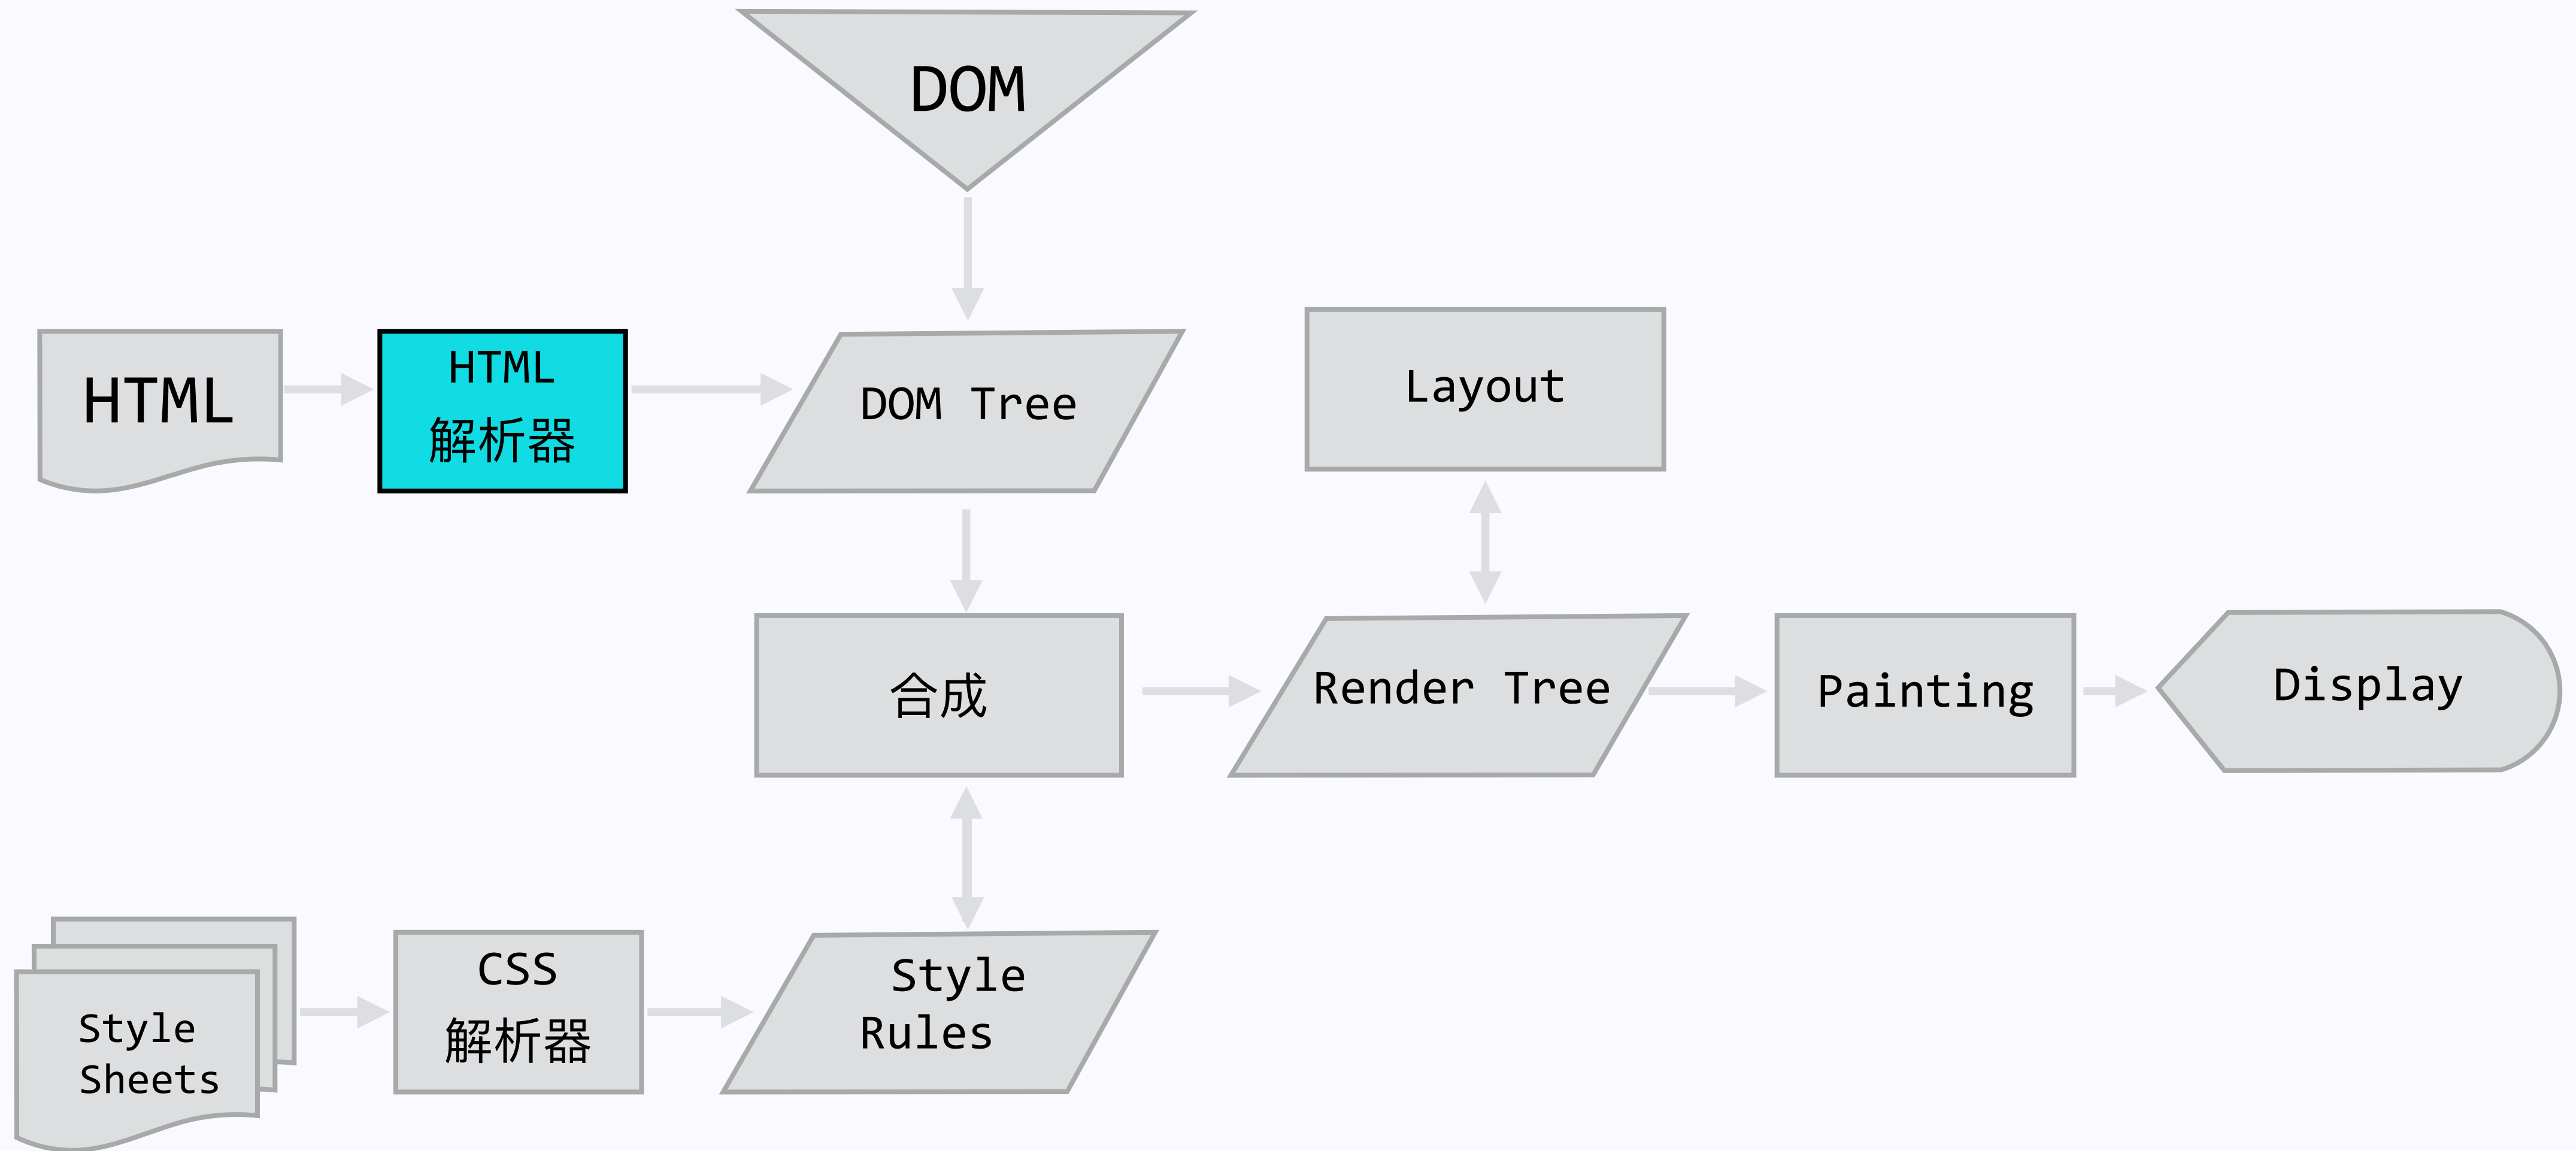 DOM
HTML
HTML
解析器
DOM Tree
Layout
合成
Render Tree
Painting
Display
Style
Sheets
CSS
解析器
Style
Rules